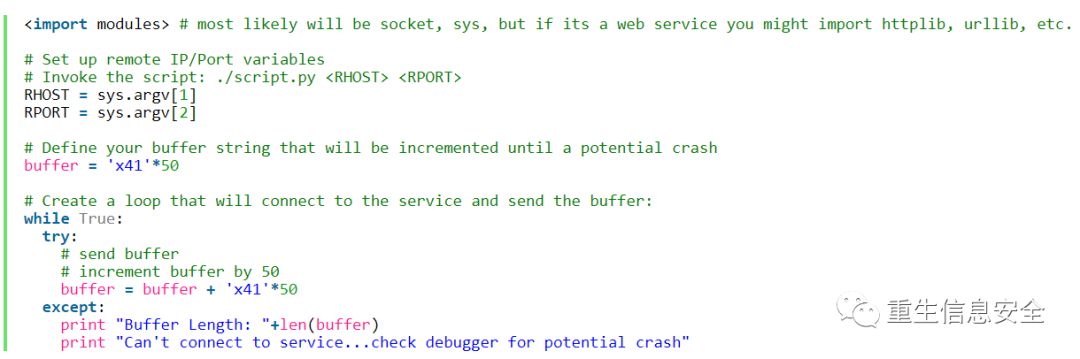 <import modules> # most likely will be socket, sys, but if its a web service you might import httplib, urllib, etc.
# Set up remote IP/Port variables
# Invoke the script: ./script.py <RHOST> <RPORT>
RHOST = sys.argv[1]
RPORT = sys.argv[2]
# Define your buffer string that will be incremented until a potential crash
buffer = 'x41'*50
# Create a loop that will connect to the service and send the buffer:
while True:
  try:
    # send buffer
    # increment buffer by 50
    buffer = buffer + 'x41'*50
  except:
    print "Buffer Length: "+len(buffer)
    print "Can't connect to service...check debugger for potential crash"
重生信息安全